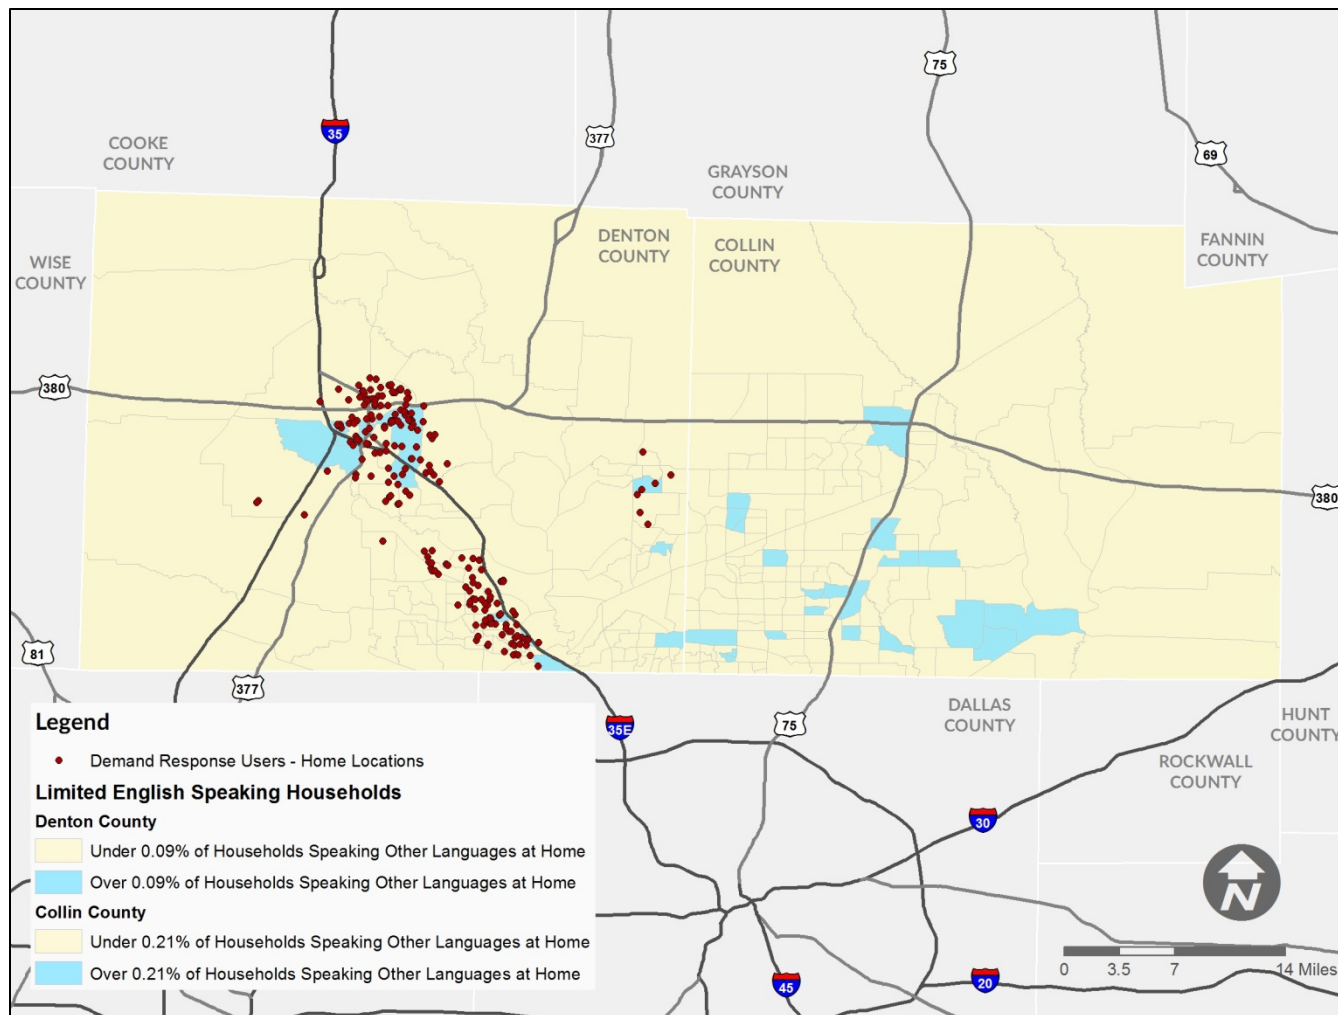 35
377
75
69
COOKE
COUNTY
GRAYSON
COUNTY
DENTON
COUNTY
COLLIN
COUNTY
FANNIN
COUNTY
WISE
COUNTY
380
380
81
377
35E
75
DALLAS
COUNTY
HUNT
COUNTY
ROCKWALL
COUNTY
30
45
20
N
0 3.5 7 14 Miles
Legend
Demand Response Users - Home Locations
Limited English Speaking Households
Denton County
Under 0.09% of Households Speaking Other Languages at Home
Over 0.09% of Households Speaking Other Languages at Home
Collin County
Under 0.21% of Households Speaking Other Languages at Home
Over 0.21% of Households Speaking Other Languages at Home